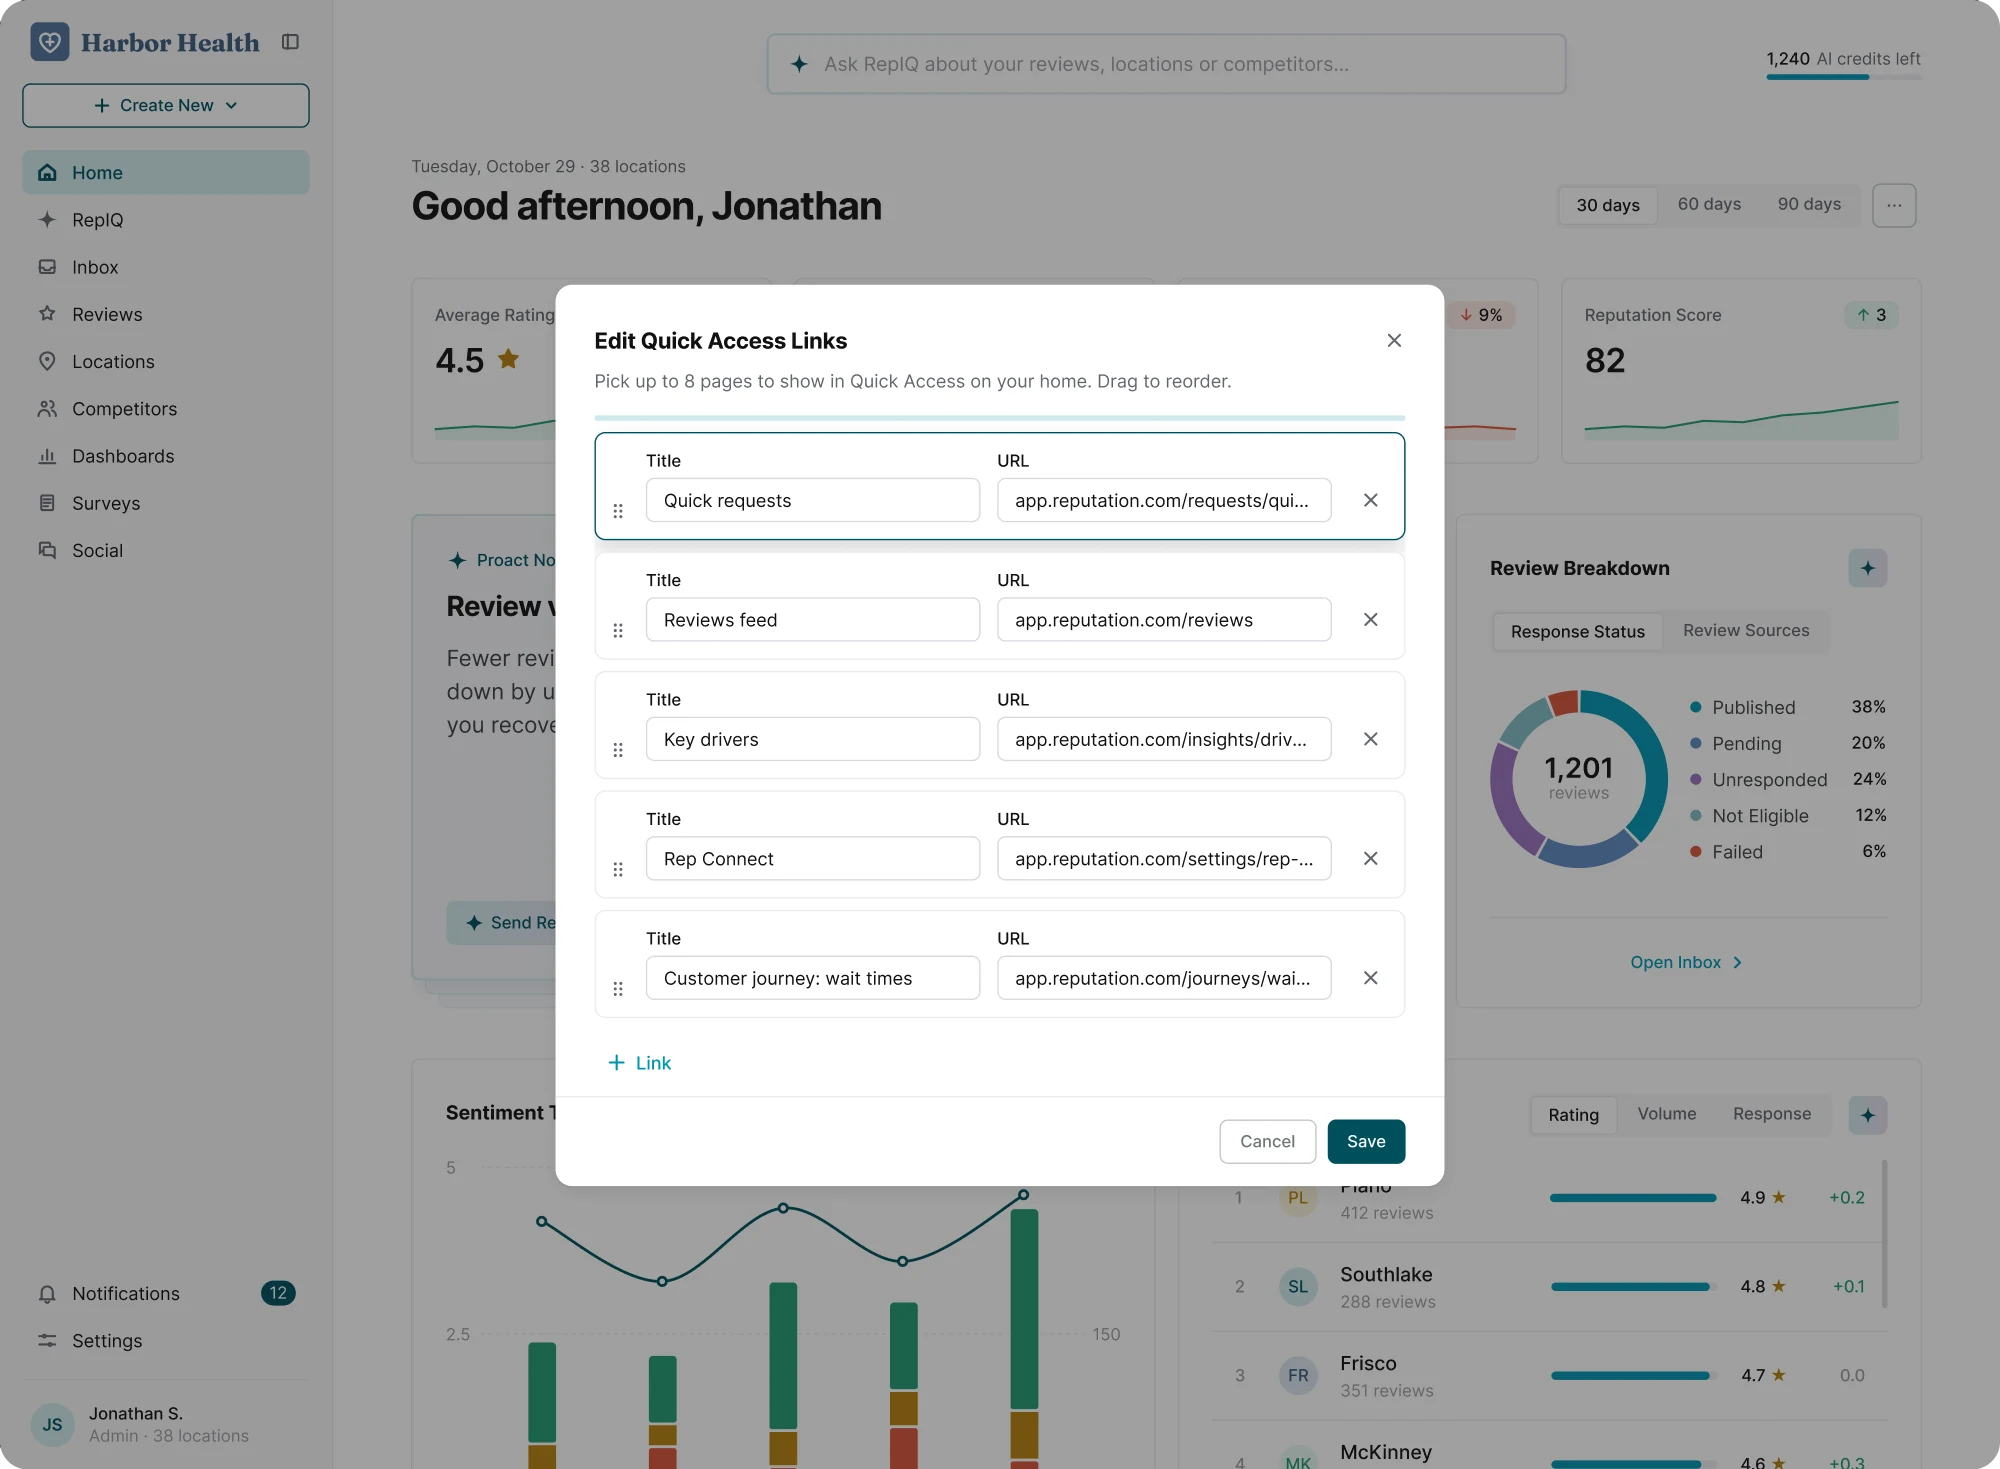 Harbor Health
Create New
Home
RepIQ
Inbox
Reviews
Locations
Competitors
Dashboards
Surveys
Social
Notifications 12
Settings
JS
Jonathan S.
Admin · 38 locations
Ask RepIQ about your reviews, locations or competitors...
1,240 AI credits left
Tuesday, October 29 · 38 locations
Good afternoon, Jonathan
30 days 60 days 90 days
Average Rating
4.5
9%
Reputation Score
3
82
Edit Quick Access Links
Pick up to 8 pages to show in Quick Access on your home. Drag to reorder.
Title URL
Quick requests app.reputation.com/requests/qui...
Title URL
Reviews feed app.reputation.com/reviews
Title URL
Key drivers app.reputation.com/insights/driv...
Title URL
Rep Connect app.reputation.com/settings/rep-...
Title URL
Customer journey: wait times app.reputation.com/journeys/wai...
Link
Cancel Save
Proact No
Review
Fewer revi
down by u
you recove
Send Re
Review Breakdown
Response Status Review Sources
1,201
reviews
Published 38%
Pending 20%
Unresponded 24%
Not Eligible 12%
Failed 6%
Open Inbox
Sentiment
5
2.5
150
Rating Volume Response
1 PL Plano 4.9 +0.2
412 reviews
2 SL Southlake 4.8 +0.1
288 reviews
3 FR Frisco 4.7 0.0
351 reviews
4 MK McKinney 4.6 +0.3